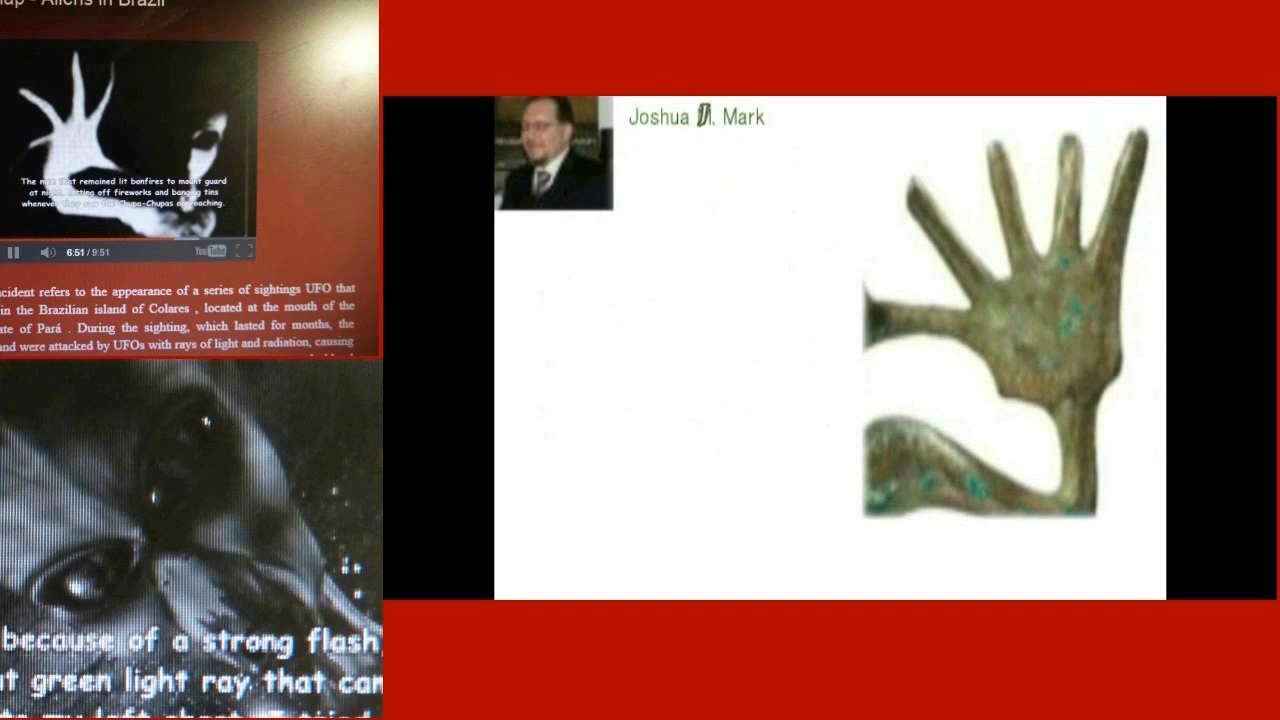 Aliens in Brazil
The men that remained lit bonfires to mount guard
at night, letting off fireworks and banging tins
whenever they saw the Chupa-Chupas approaching.
6:51 / 9:51
YouTube
incident refers to the appearance of a series of sightings UFO that
in the Brazilian island of Colares , located at the mouth of the
ate of Pará . During the sighting, which lasted for months, the
and were attacked by UFOs with rays of light and radiation, causing
because of a strong flash,
green light ray. that
Joshua J. Mark